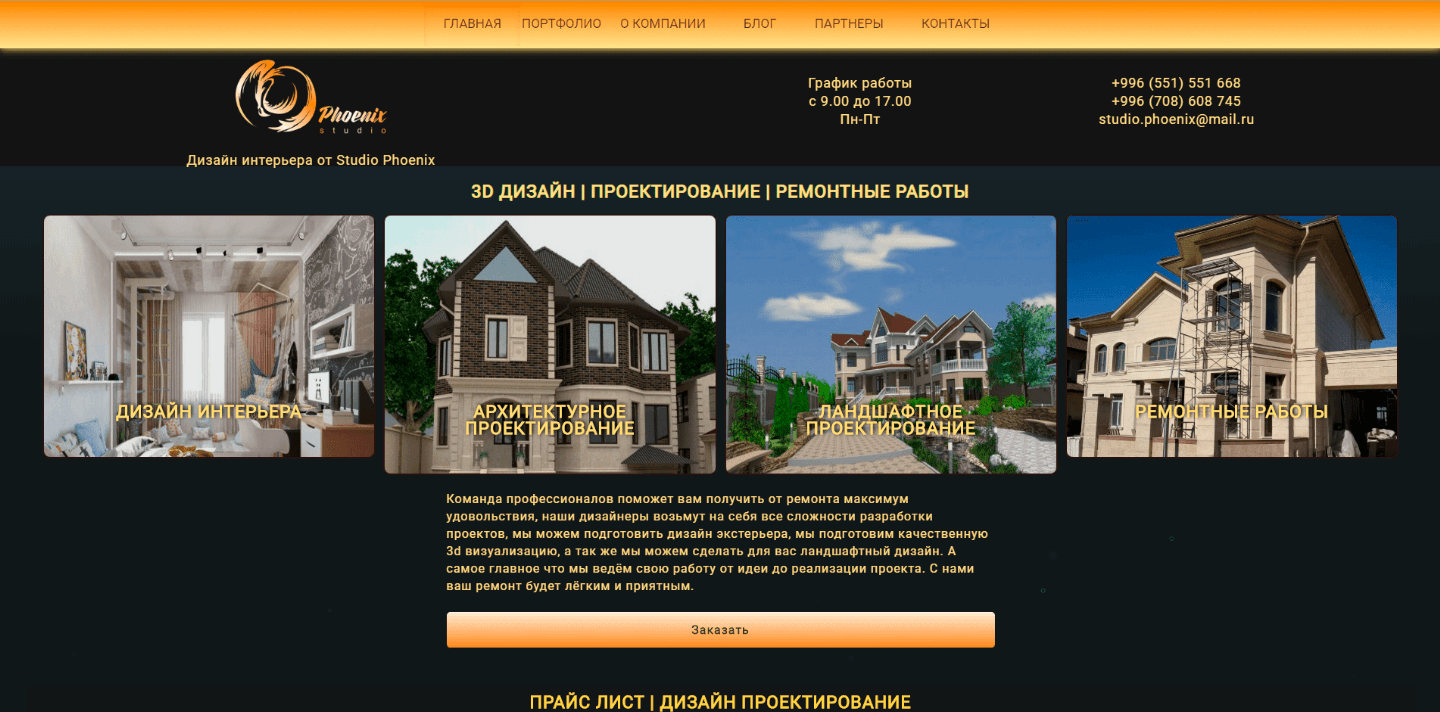 ГЛАВНАЯ ПОРТФОЛИО О КОМПАНИИ БЛОГ ПАРТНЕРЫ КОНТАКТЫ
Phoenix
studio
Дизайн интерьера от Studio Phoenix
График работы
с 9.00 до 17.00
Пн-Пт
+996 (551) 551 668
+996 (708) 608 745
studio.phoenix@mail.ru
3D ДИЗАЙН | ПРОЕКТИРОВАНИЕ | РЕМОНТНЫЕ РАБОТЫ
ДИЗАЙН ИНТЕРЬЕРА
АРХИТЕКТУРНОЕ
ПРОЕКТИРОВАНИЕ
ЛАНДШАФТНОЕ
ПРОЕКТИРОВАНИЕ
РЕМОНТНЫЕ РАБОТЫ
Команда профессионалов поможет вам получить от ремонта максимум
удовольствия, наши дизайнеры возьмут на себя все сложности разработки
проектов, мы можем подготовить дизайн экстерьера, мы подготовим качественную
3d визуализацию, а так же мы можем сделать для вас ландшафтный дизайн. А
самое главное что мы ведём свою работу от идеи до реализации проекта. С нами
ваш ремонт будет лёгким и приятным.
Заказать
ПРАЙС ЛИСТ | ДИЗАЙН ПРОЕКТИРОВАНИЕ